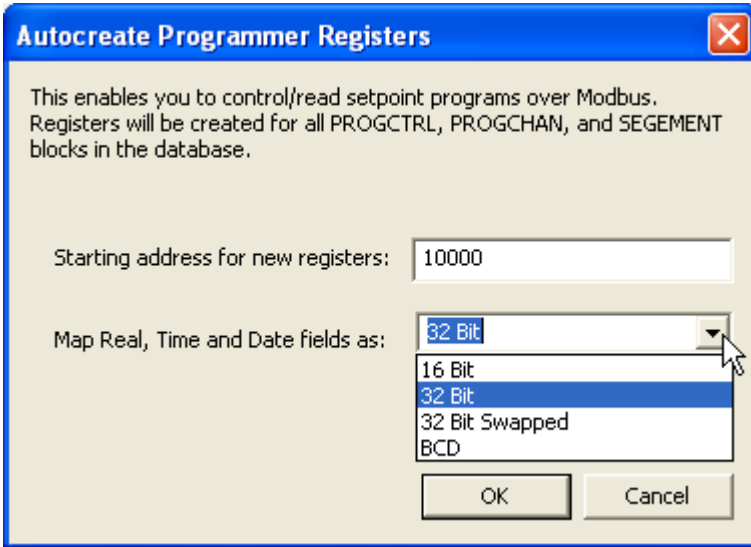 Autocreate Programmer Registers
This enables you to control/read setpoint programs over Modbus.
Registers will be created for all PROGCTRL, PROGCHAN, and SEGEMENT
blocks in the database.
Starting address for new registers: 10000
Map Real, Time and Date fields as: 32 Bit
16 Bit
32 Bit
32 Bit Swapped
BCD
OK Cancel